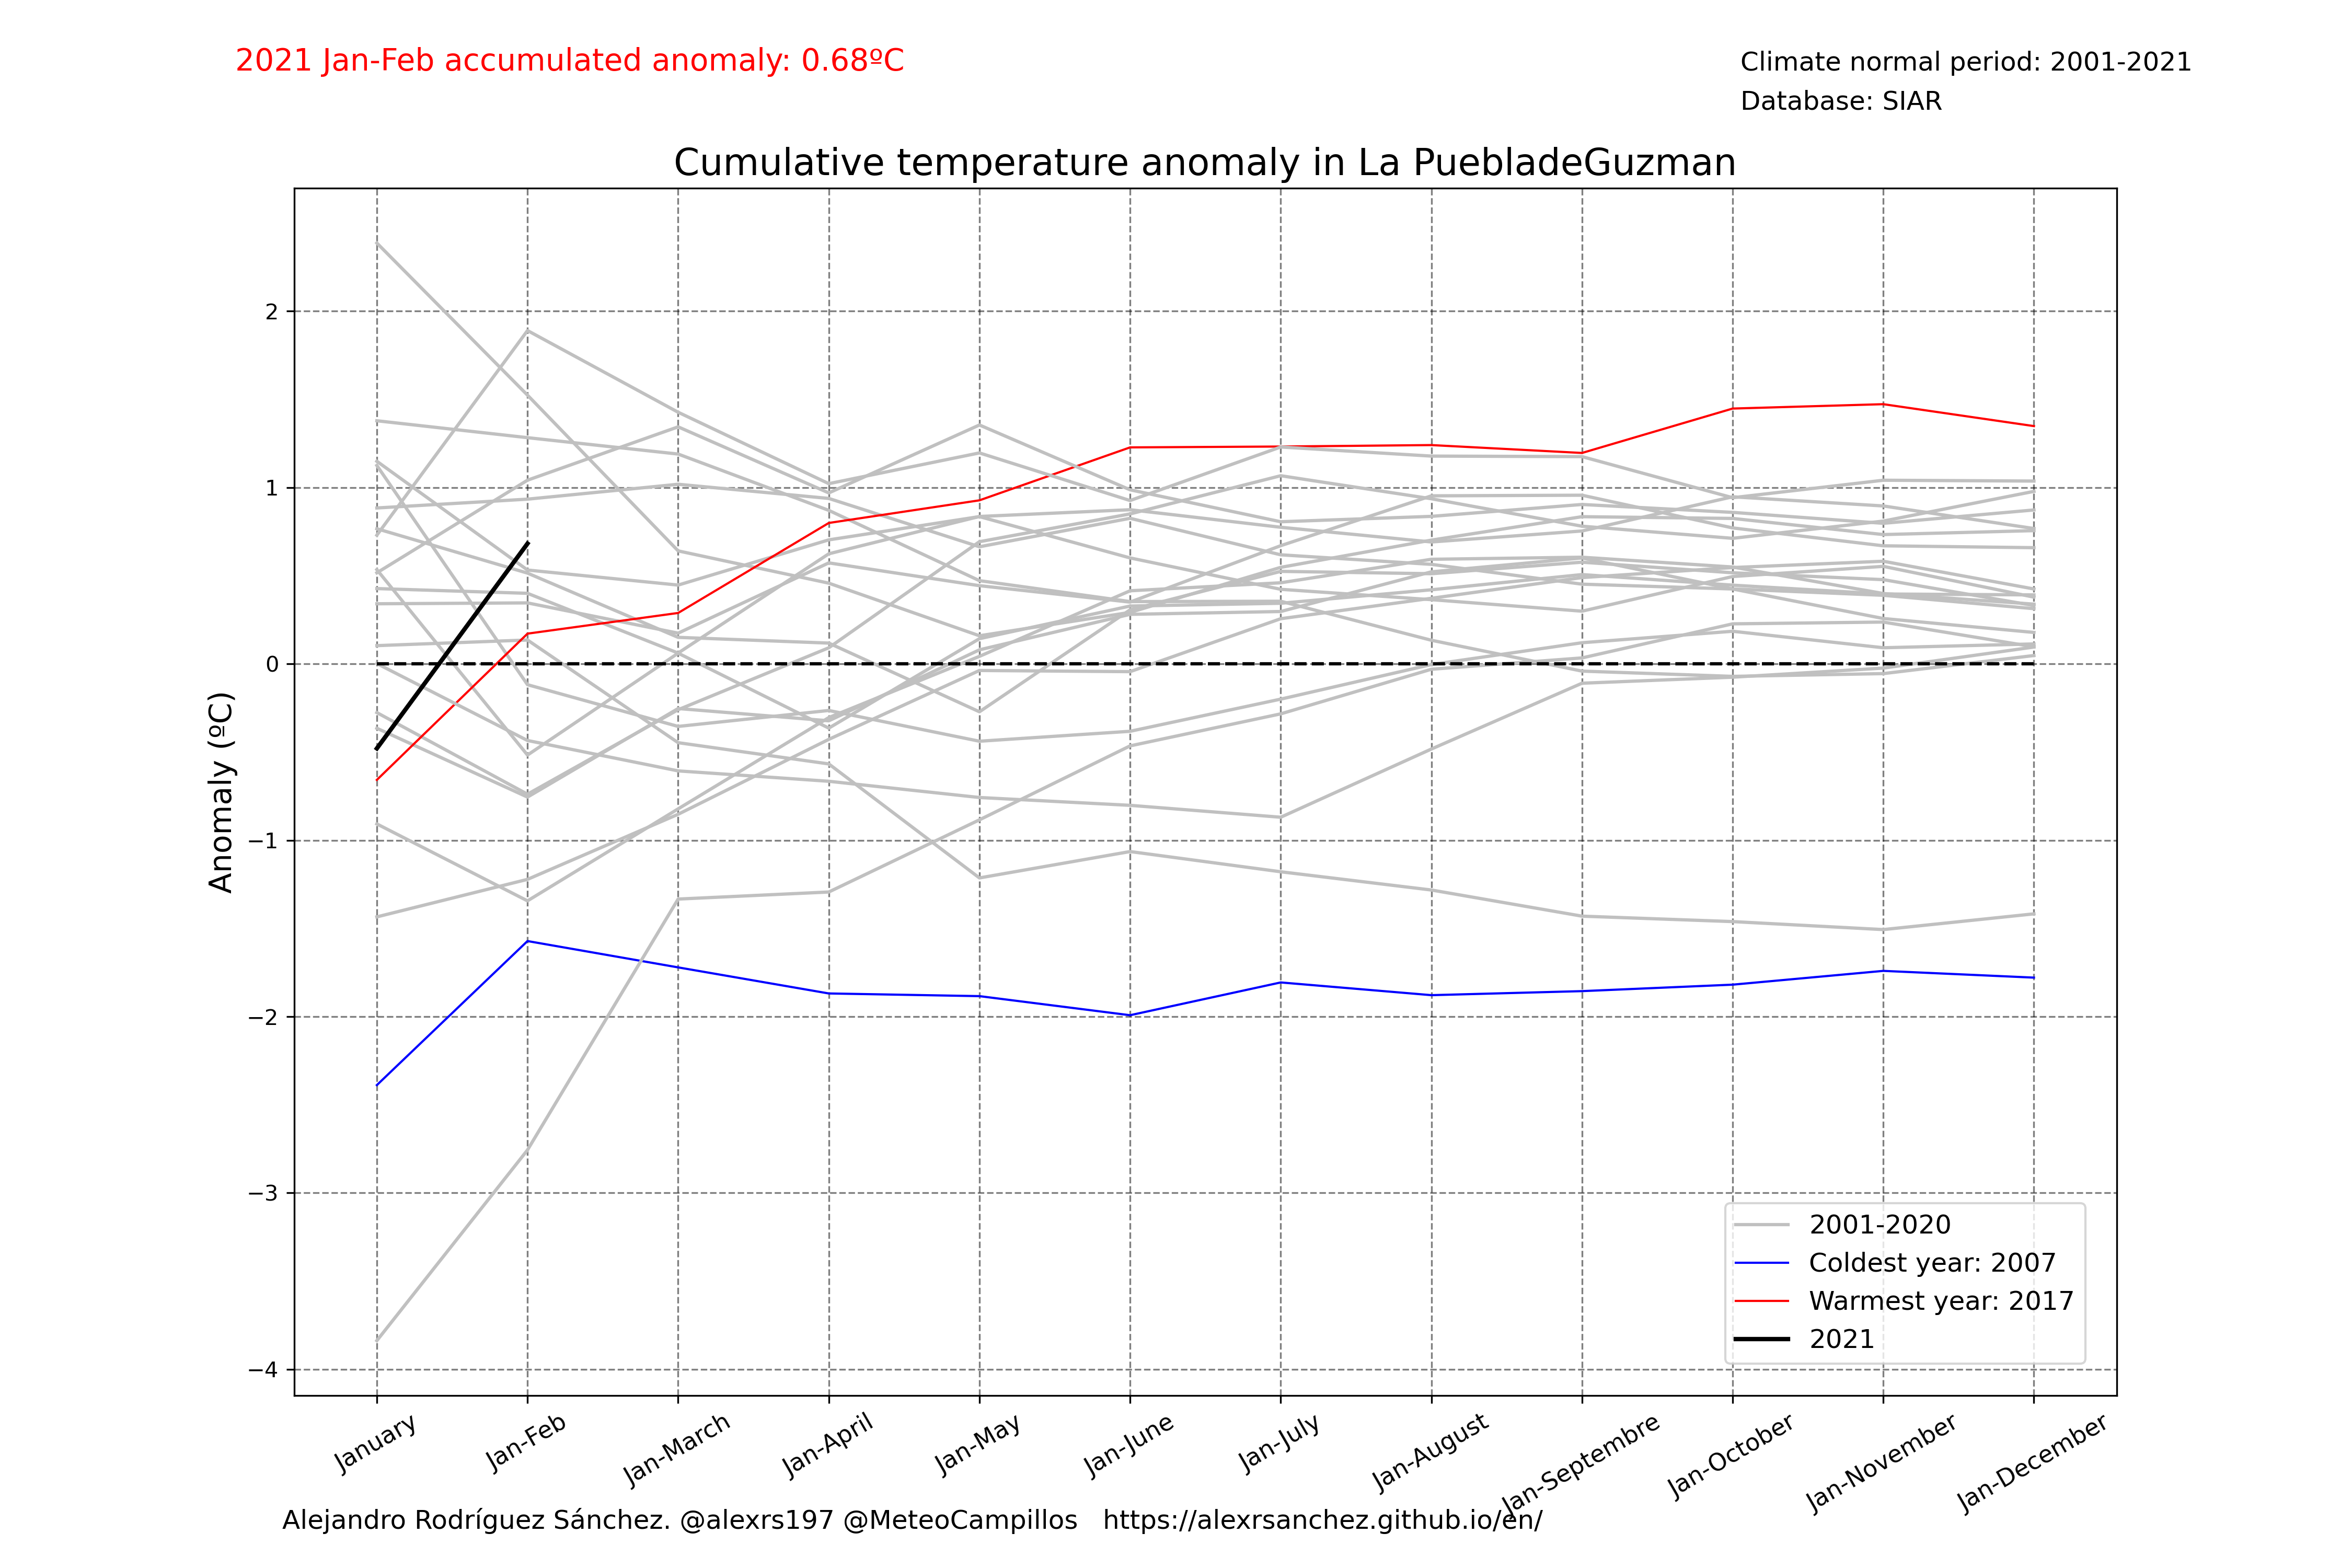 2021 Jan-Feb accumulated anomaly: 0.68ºC
Climate normal period: 2001-2021
Database: SIAR
Cumulative temperature anomaly in La PuebladeGuzman
Anomaly (ºC)
2
1
0
−1
−2
−3
−4
2001-2020
Coldest year: 2007
Warmest year: 2017
2021
January
Jan-Feb
Jan-March
Jan-April
Jan-May
Jan-June
Jan-July
Jan-August
Jan-Septembre
Jan-October
Jan-November
Jan-December
Alejandro Rodríguez Sánchez. @alexrs197 @MeteoCampillos https://alexrsanchez.github.io/en/